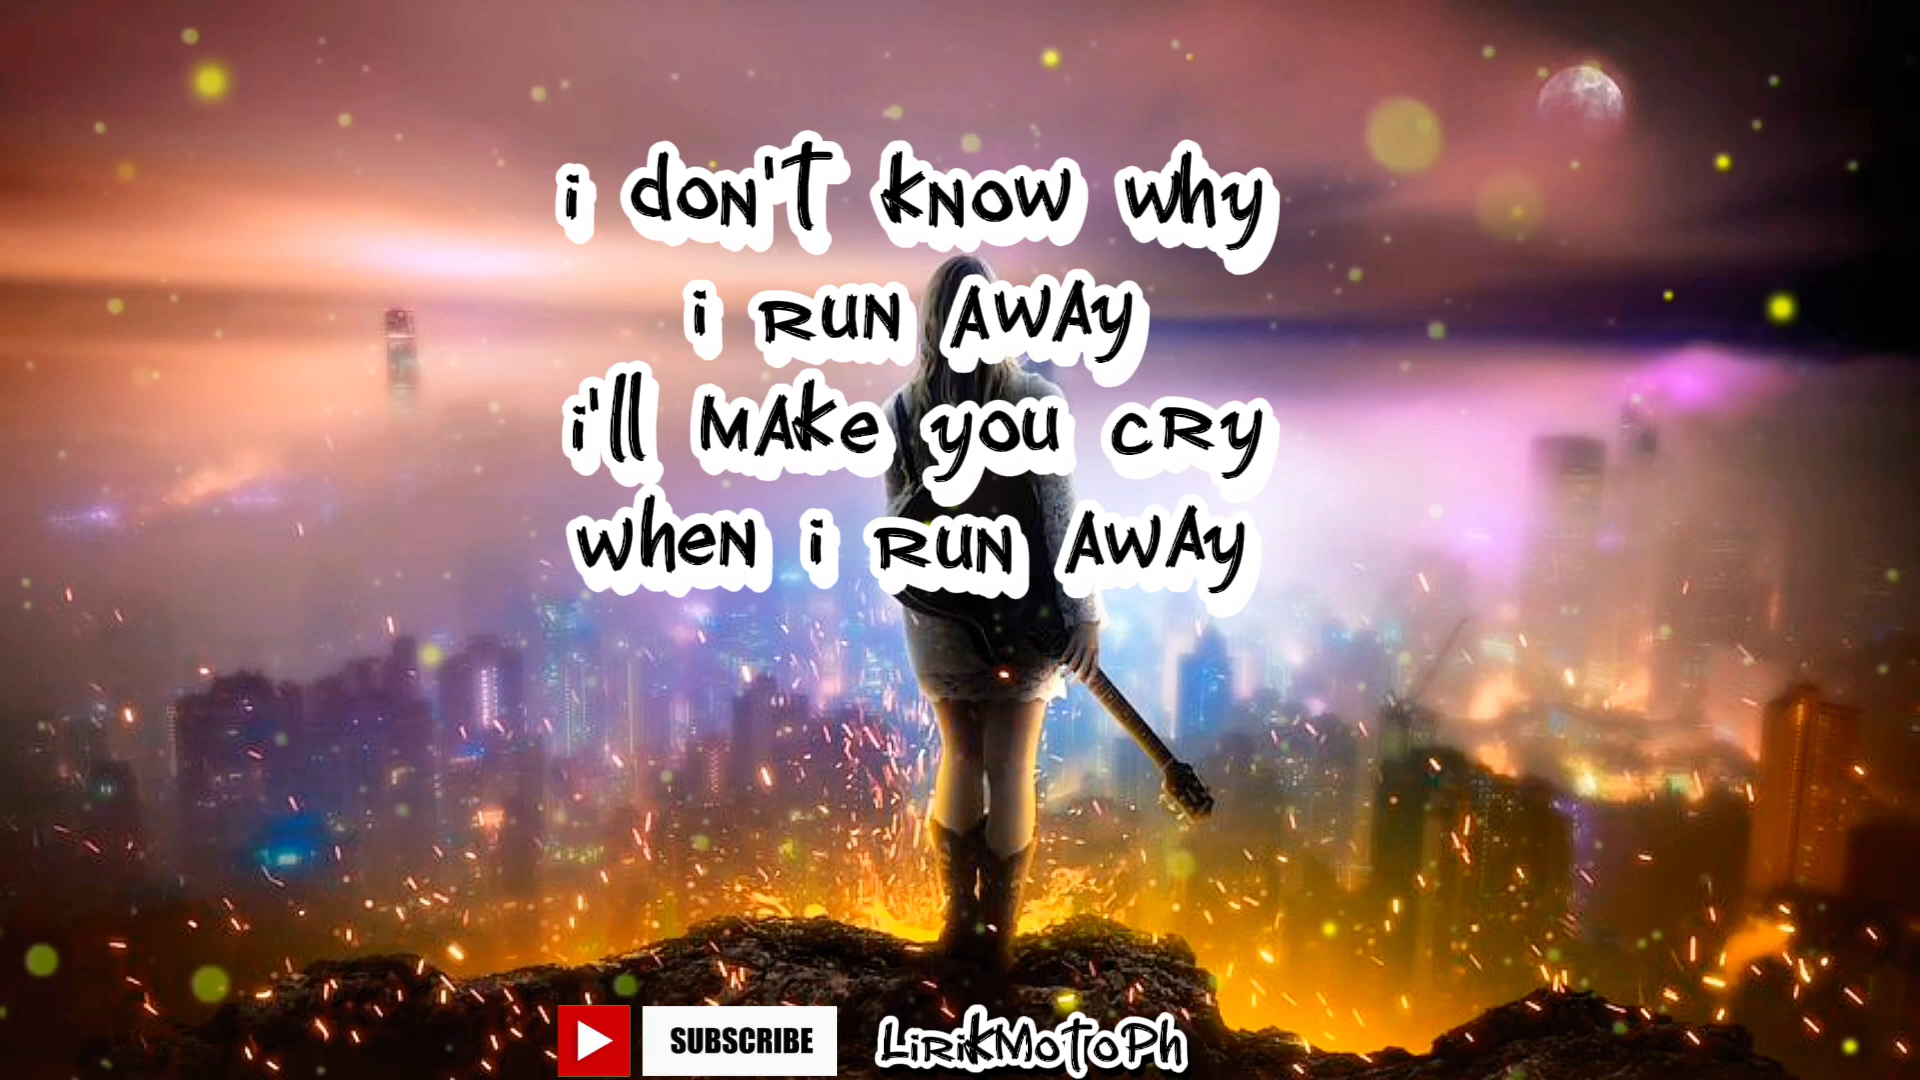 i don't know why
i run away
i'll make you cry
when i run away
SUBSCRIBE LirikMotoPh